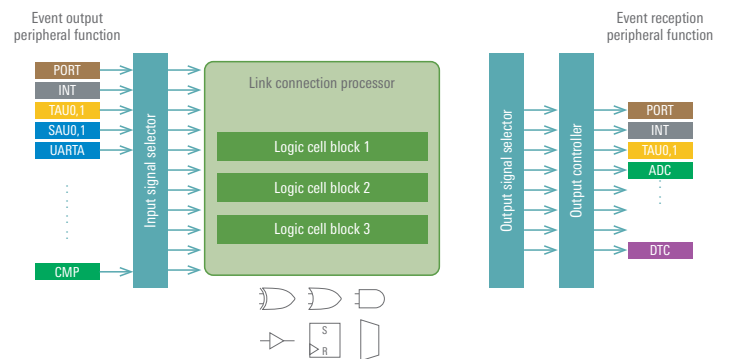 Event output
peripheral function
Event reception
peripheral function
PORT
INT
TAU0,1
SAU0,1
UARTA
CMP
Input signal selector
Link connection processor
Logic cell block 1
Logic cell block 2
Logic cell block 3
S
R
Output signal selector
Output controller
PORT
INT
TAU0,1
ADC
DTC